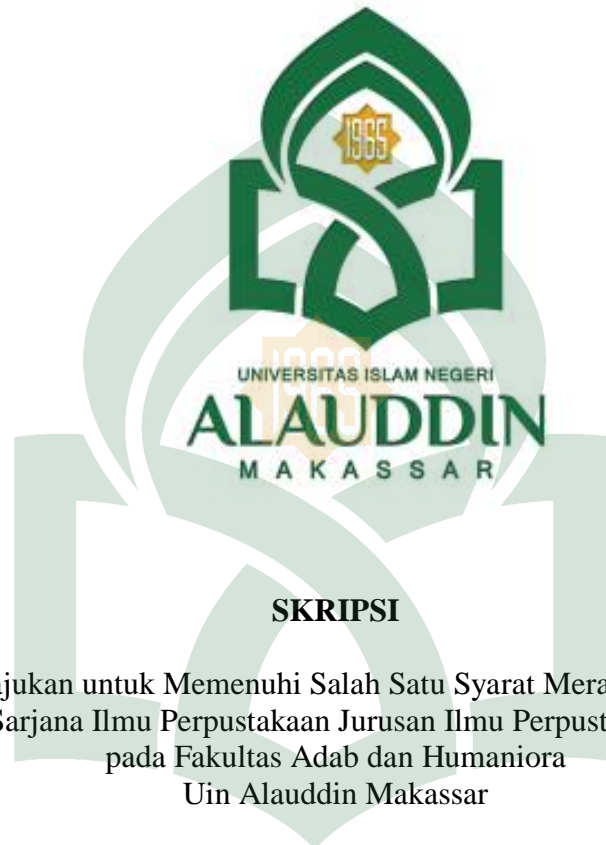 1965
UNIVERSITAS ISLAM NEGERI
ALAUDDIN
MAKASSAR
1965
SKRIPSI
untuk Memenuhi Salah Satu Syarat
Sarjana Ilmu Perpustakaan Jurusan Ilmu
pada Fakultas Adab dan Humaniora
Uin Alauddin Makassar